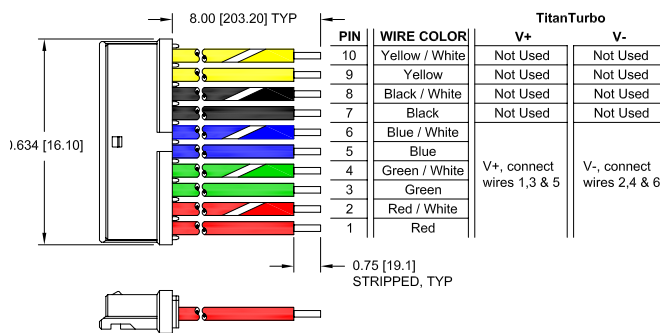 8.00 [203.20] TYP
TitanTurbo
PIN WIRE COLOR V+ V-
10 Yellow / White Not Used Not Used
9 Yellow Not Used Not Used
8 Black / White Not Used Not Used
7 Black Not Used Not Used
6 Blue / White
5 Blue
4 Green / White
3 Green
2 Red / White
1 Red
V+, connect
wires 1,3 & 5
V-, connect
wires 2,4 & 6
0.634 [16.10]
0.75 [19.1]
STRIPPED, TYP